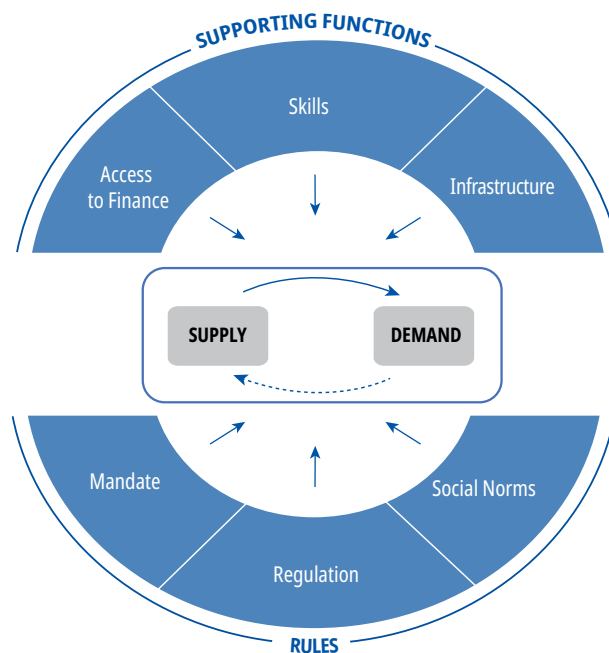 SUPPORTING FUNCTIONS
Skills
Access
to Finance
Infrastructure
SUPPLY
DEMAND
Mandate
Social Norms
Regulation
RULES